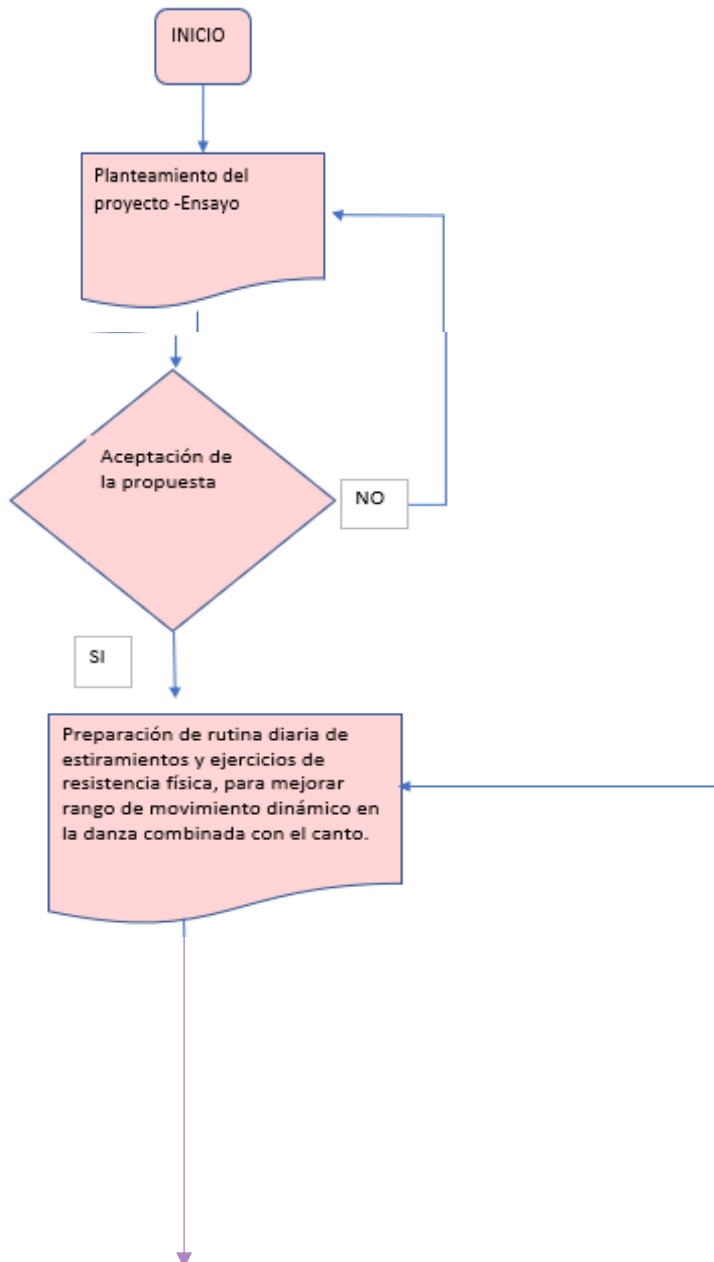 INICIO
Planteamiento del
proyecto -Ensayo
Aceptación de
la propuesta
NO
SI
Preparación de rutina diaria de
estiramientos y ejercicios de
resistencia física, para mejorar
rango de movimiento dinámico en
la danza combinada con el canto.